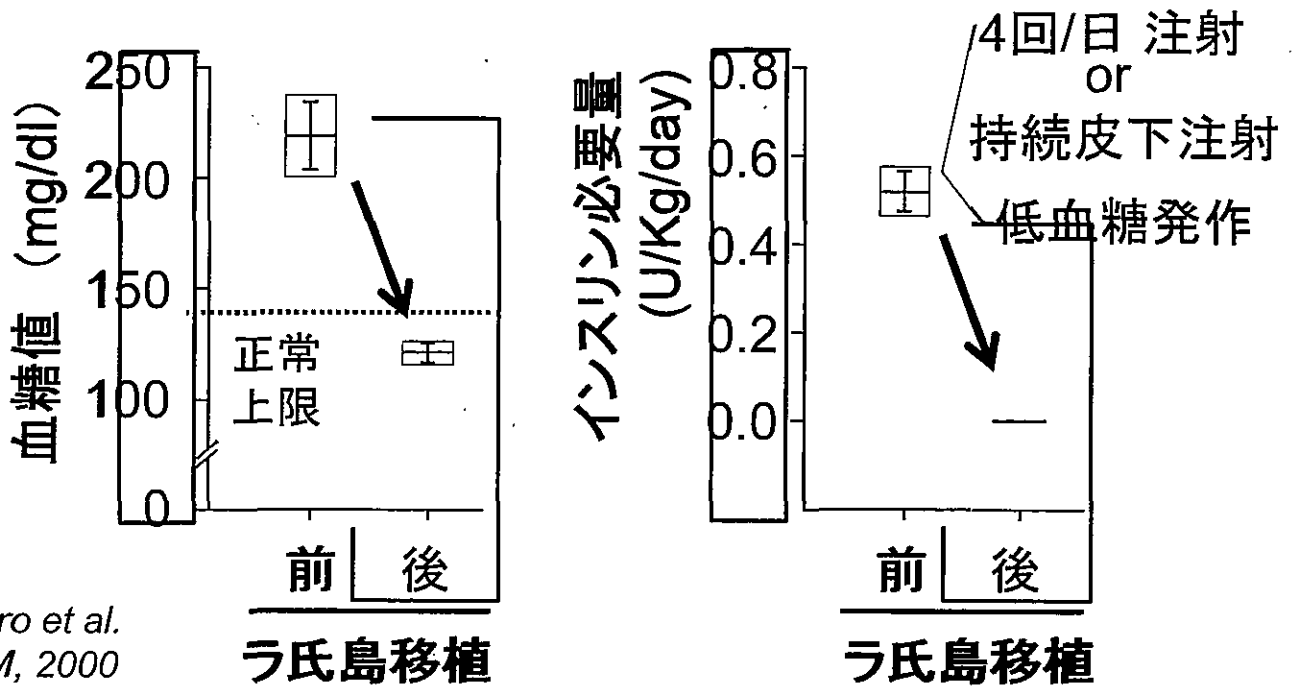 血糖値 (mg/dl)
250
200
150
100
0
正常
上限
前 後
ラ氏島移植
インスリン必要量
(U/Kg/day)
0.8
0.6
0.4
0.2
0.0
4回/日 注射
or
持続皮下注射
低血糖発作
前 後
ラ氏島移植
ro et al.
M, 2000